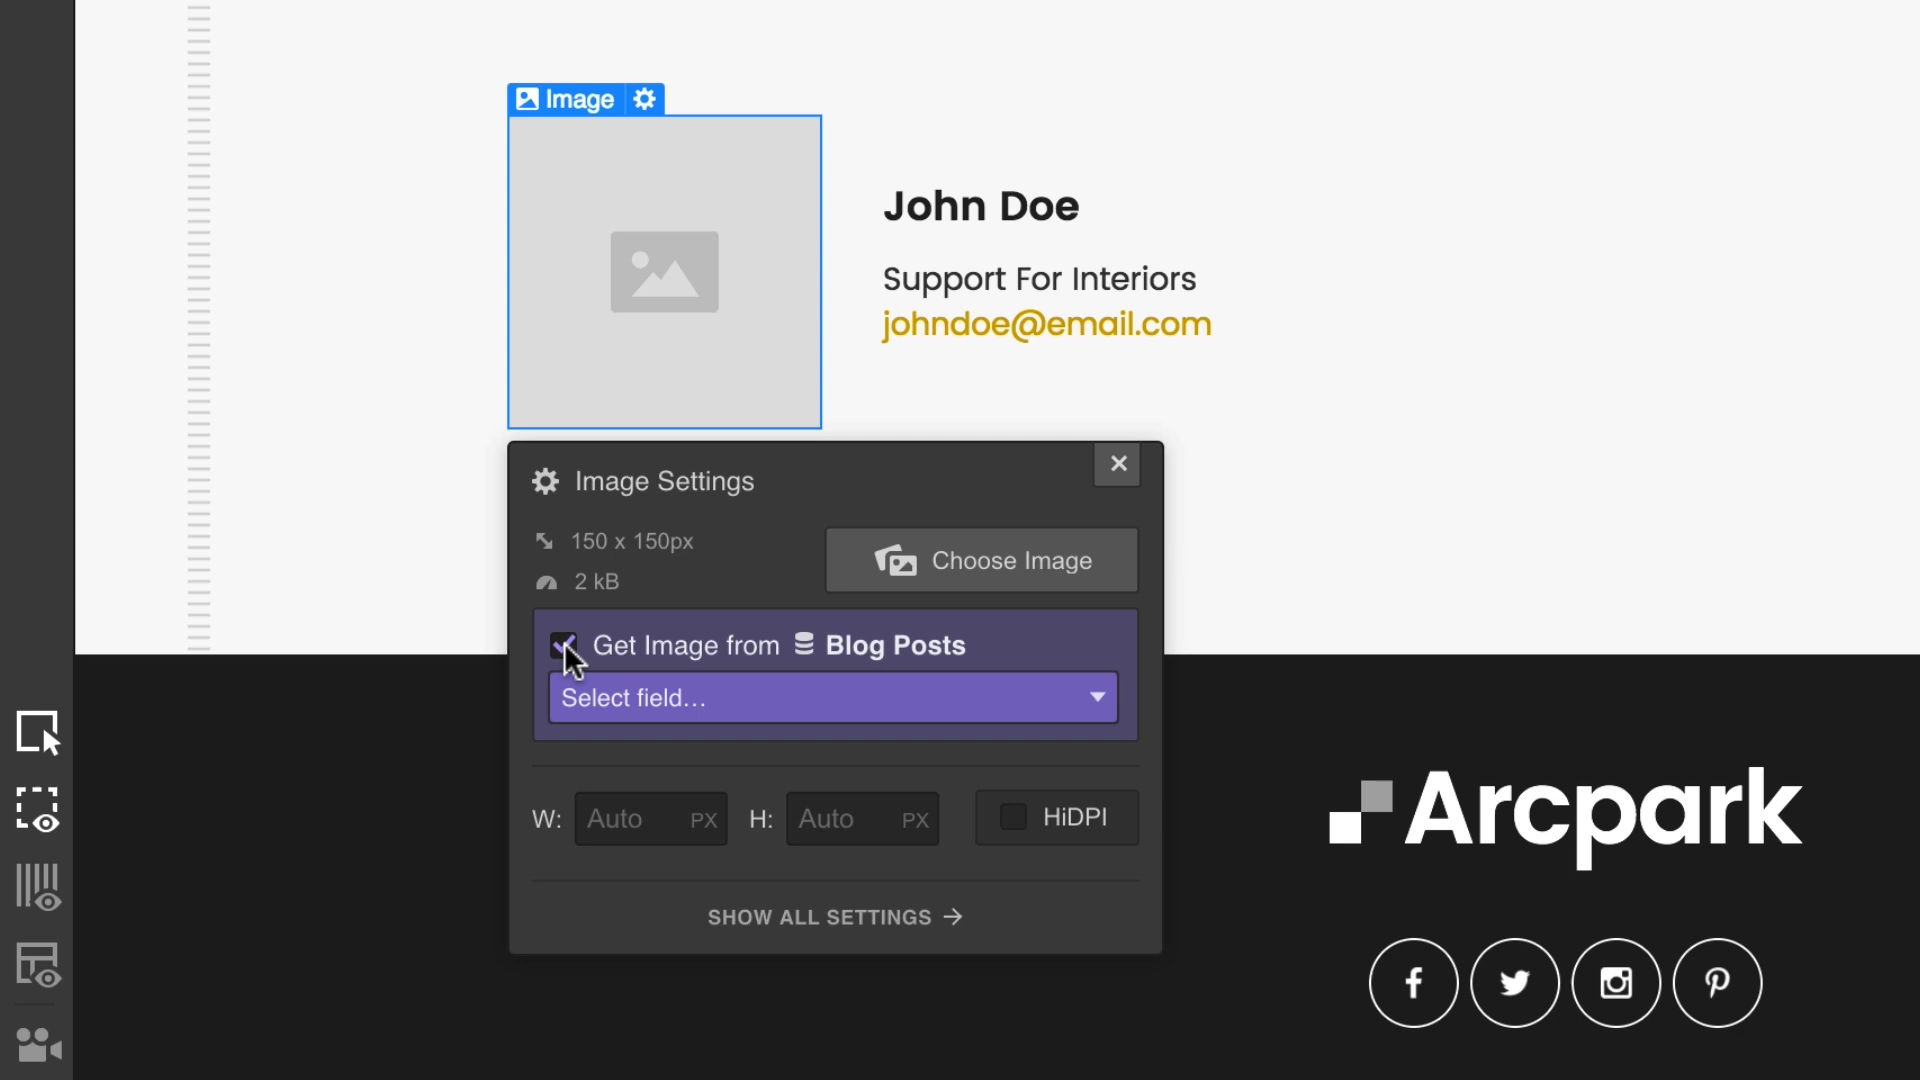 Image
John Doe
Support For Interiors
johndoe@email.com
Image Settings
150 x 150px
2 kB
Choose Image
Get Image from Blog Posts
Select field...
W: Auto PX H: Auto PX HiDPI
SHOW ALL SETTINGS
Arcpark